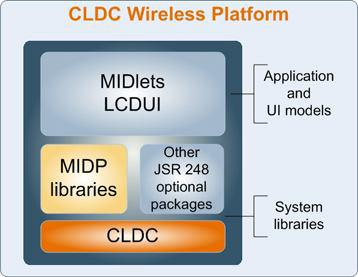 CLDC Wireless Platform
MIDlets
LCDUI
Application
and
UI models
MIDP
libraries
Other
JSR 248
optional
packages
System
libraries
CLDC